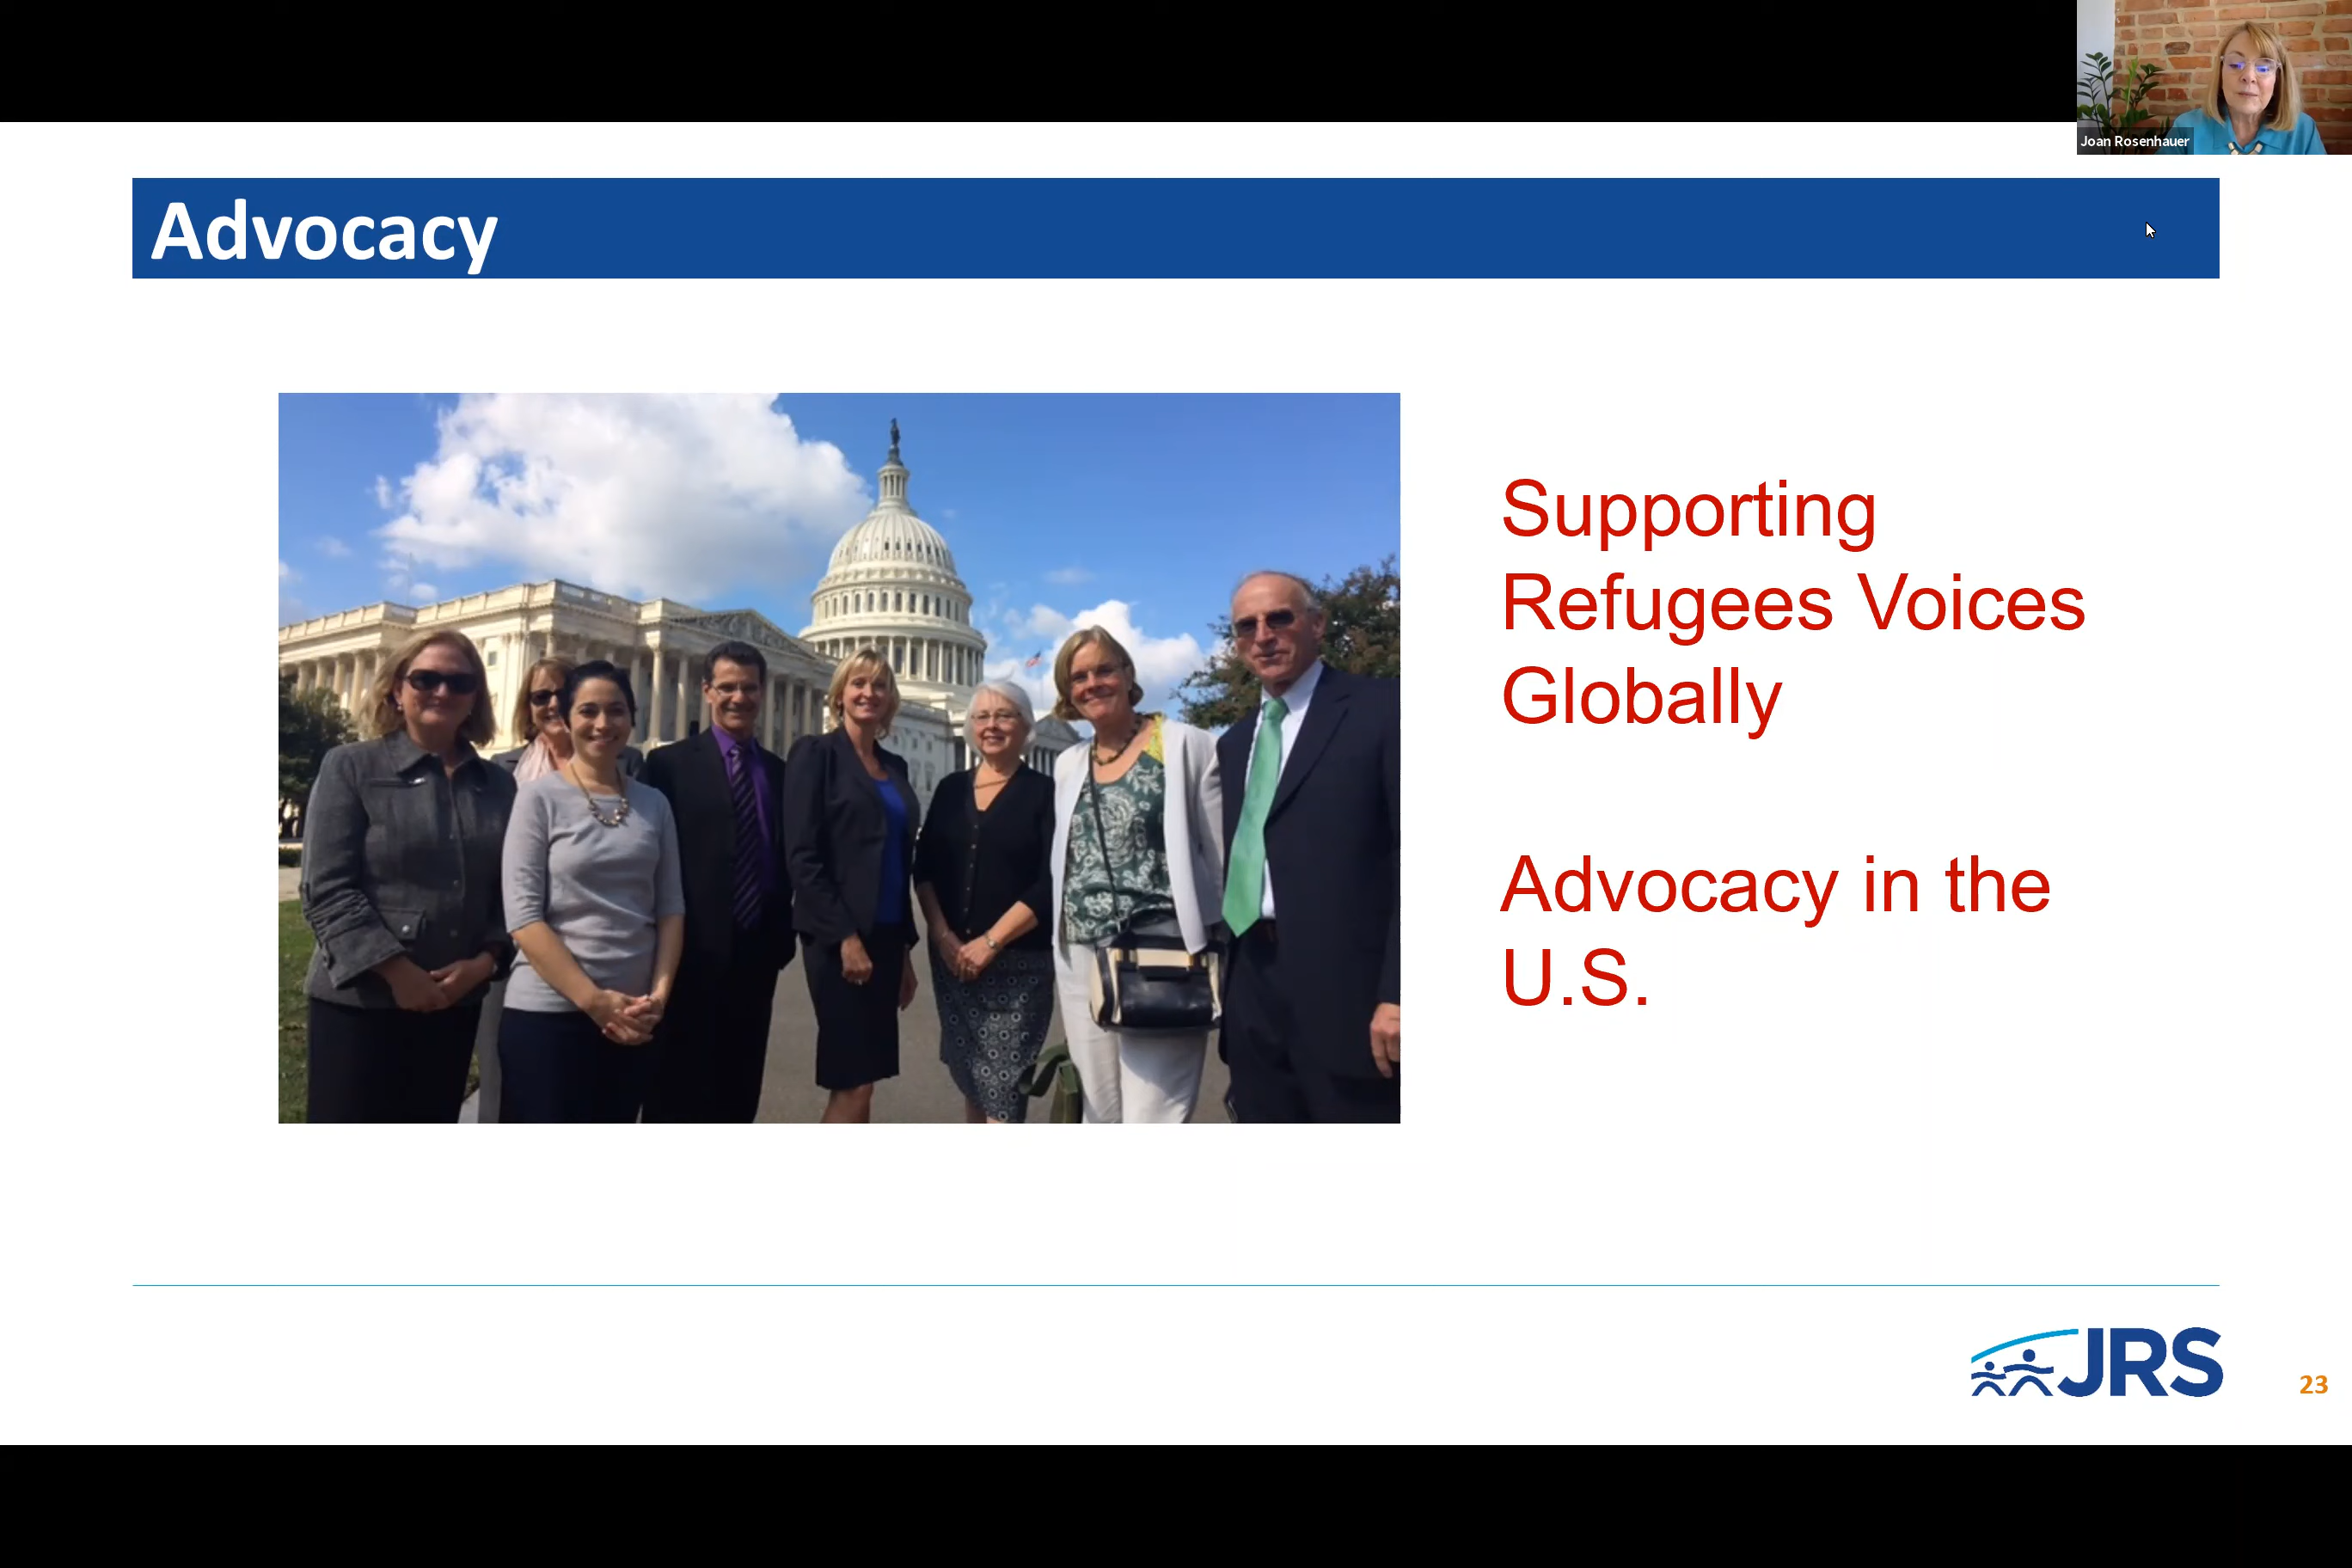 Joan Rosenhauer
Advocacy
Supporting
Refugees Voices
Globally
Advocacy in the
U.S.
JRS
23